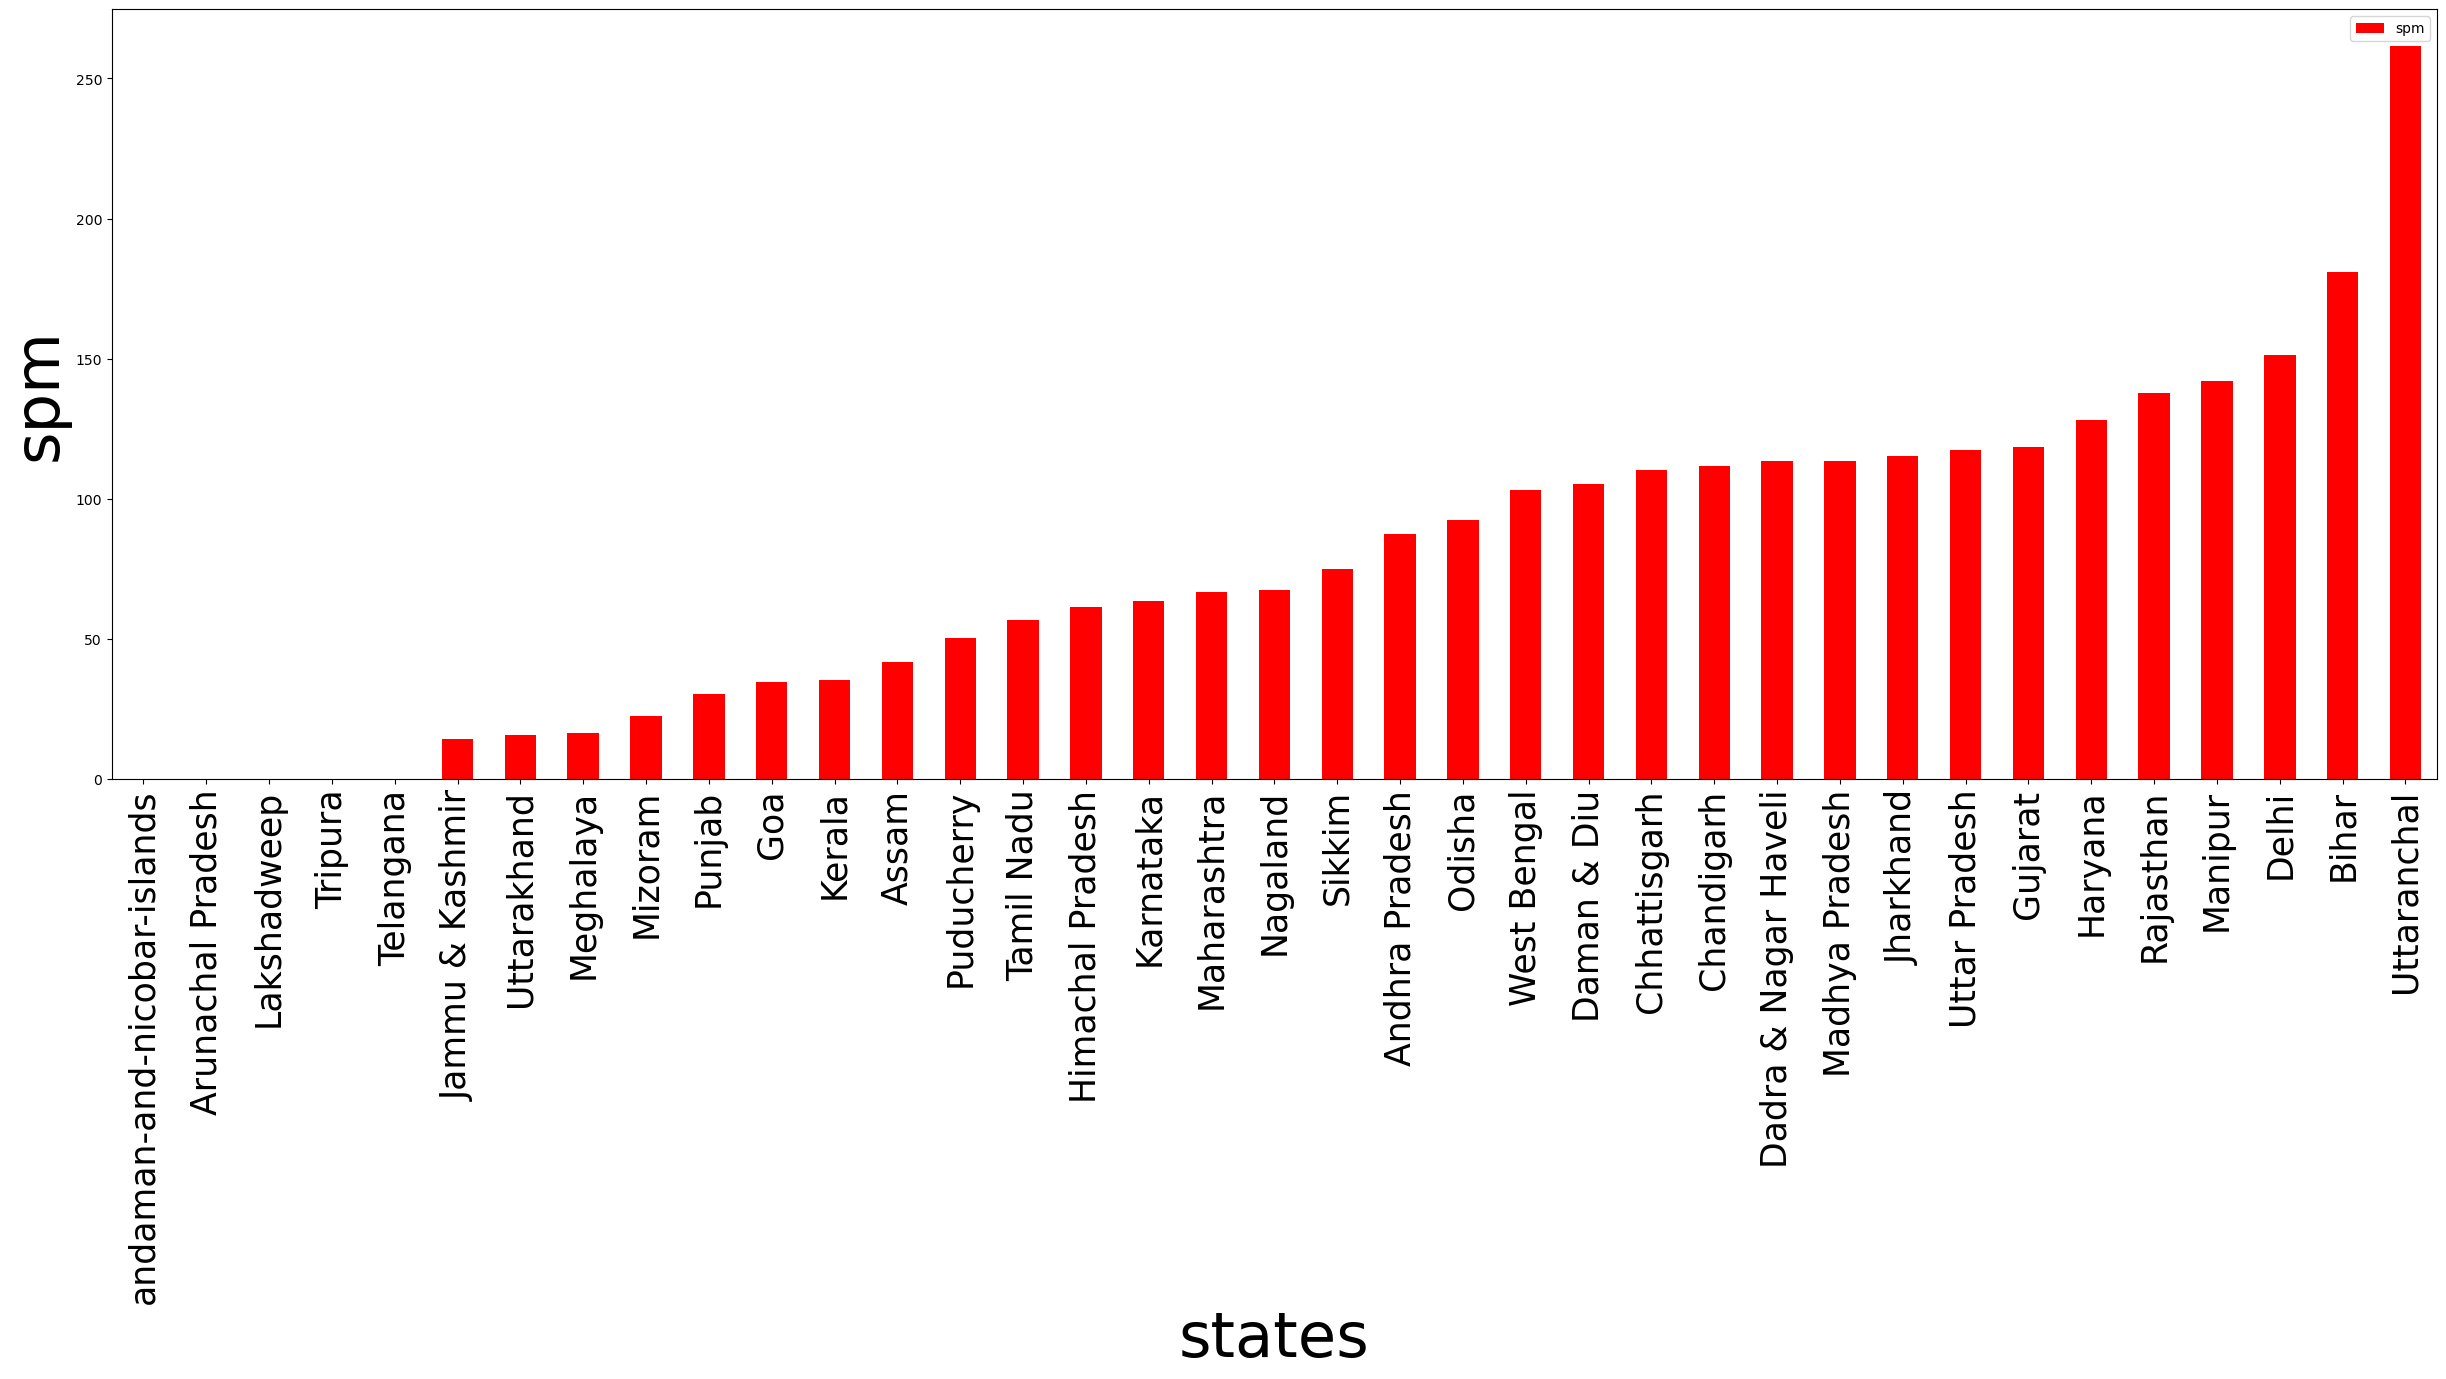 spm
250
200
150
100
50
0
spm
andaman-and-nicobar-islands
Arunachal Pradesh
Lakshadweep
Tripura
Telangana
Jammu & Kashmir
Uttarakhand
Meghalaya
Mizoram
Punjab
Goa
Kerala
Assam
Puducherry
Tamil Nadu
Himachal Pradesh
Karnataka
Maharashtra
Nagaland
Sikkim
Andhra Pradesh
Odisha
West Bengal
Daman & Diu
Chhattisgarh
Chandigarh
Dadra & Nagar Haveli
Madhya Pradesh
Jharkhand
Uttar Pradesh
Gujarat
Haryana
Rajasthan
Manipur
Delhi
Bihar
Uttaranchal
states